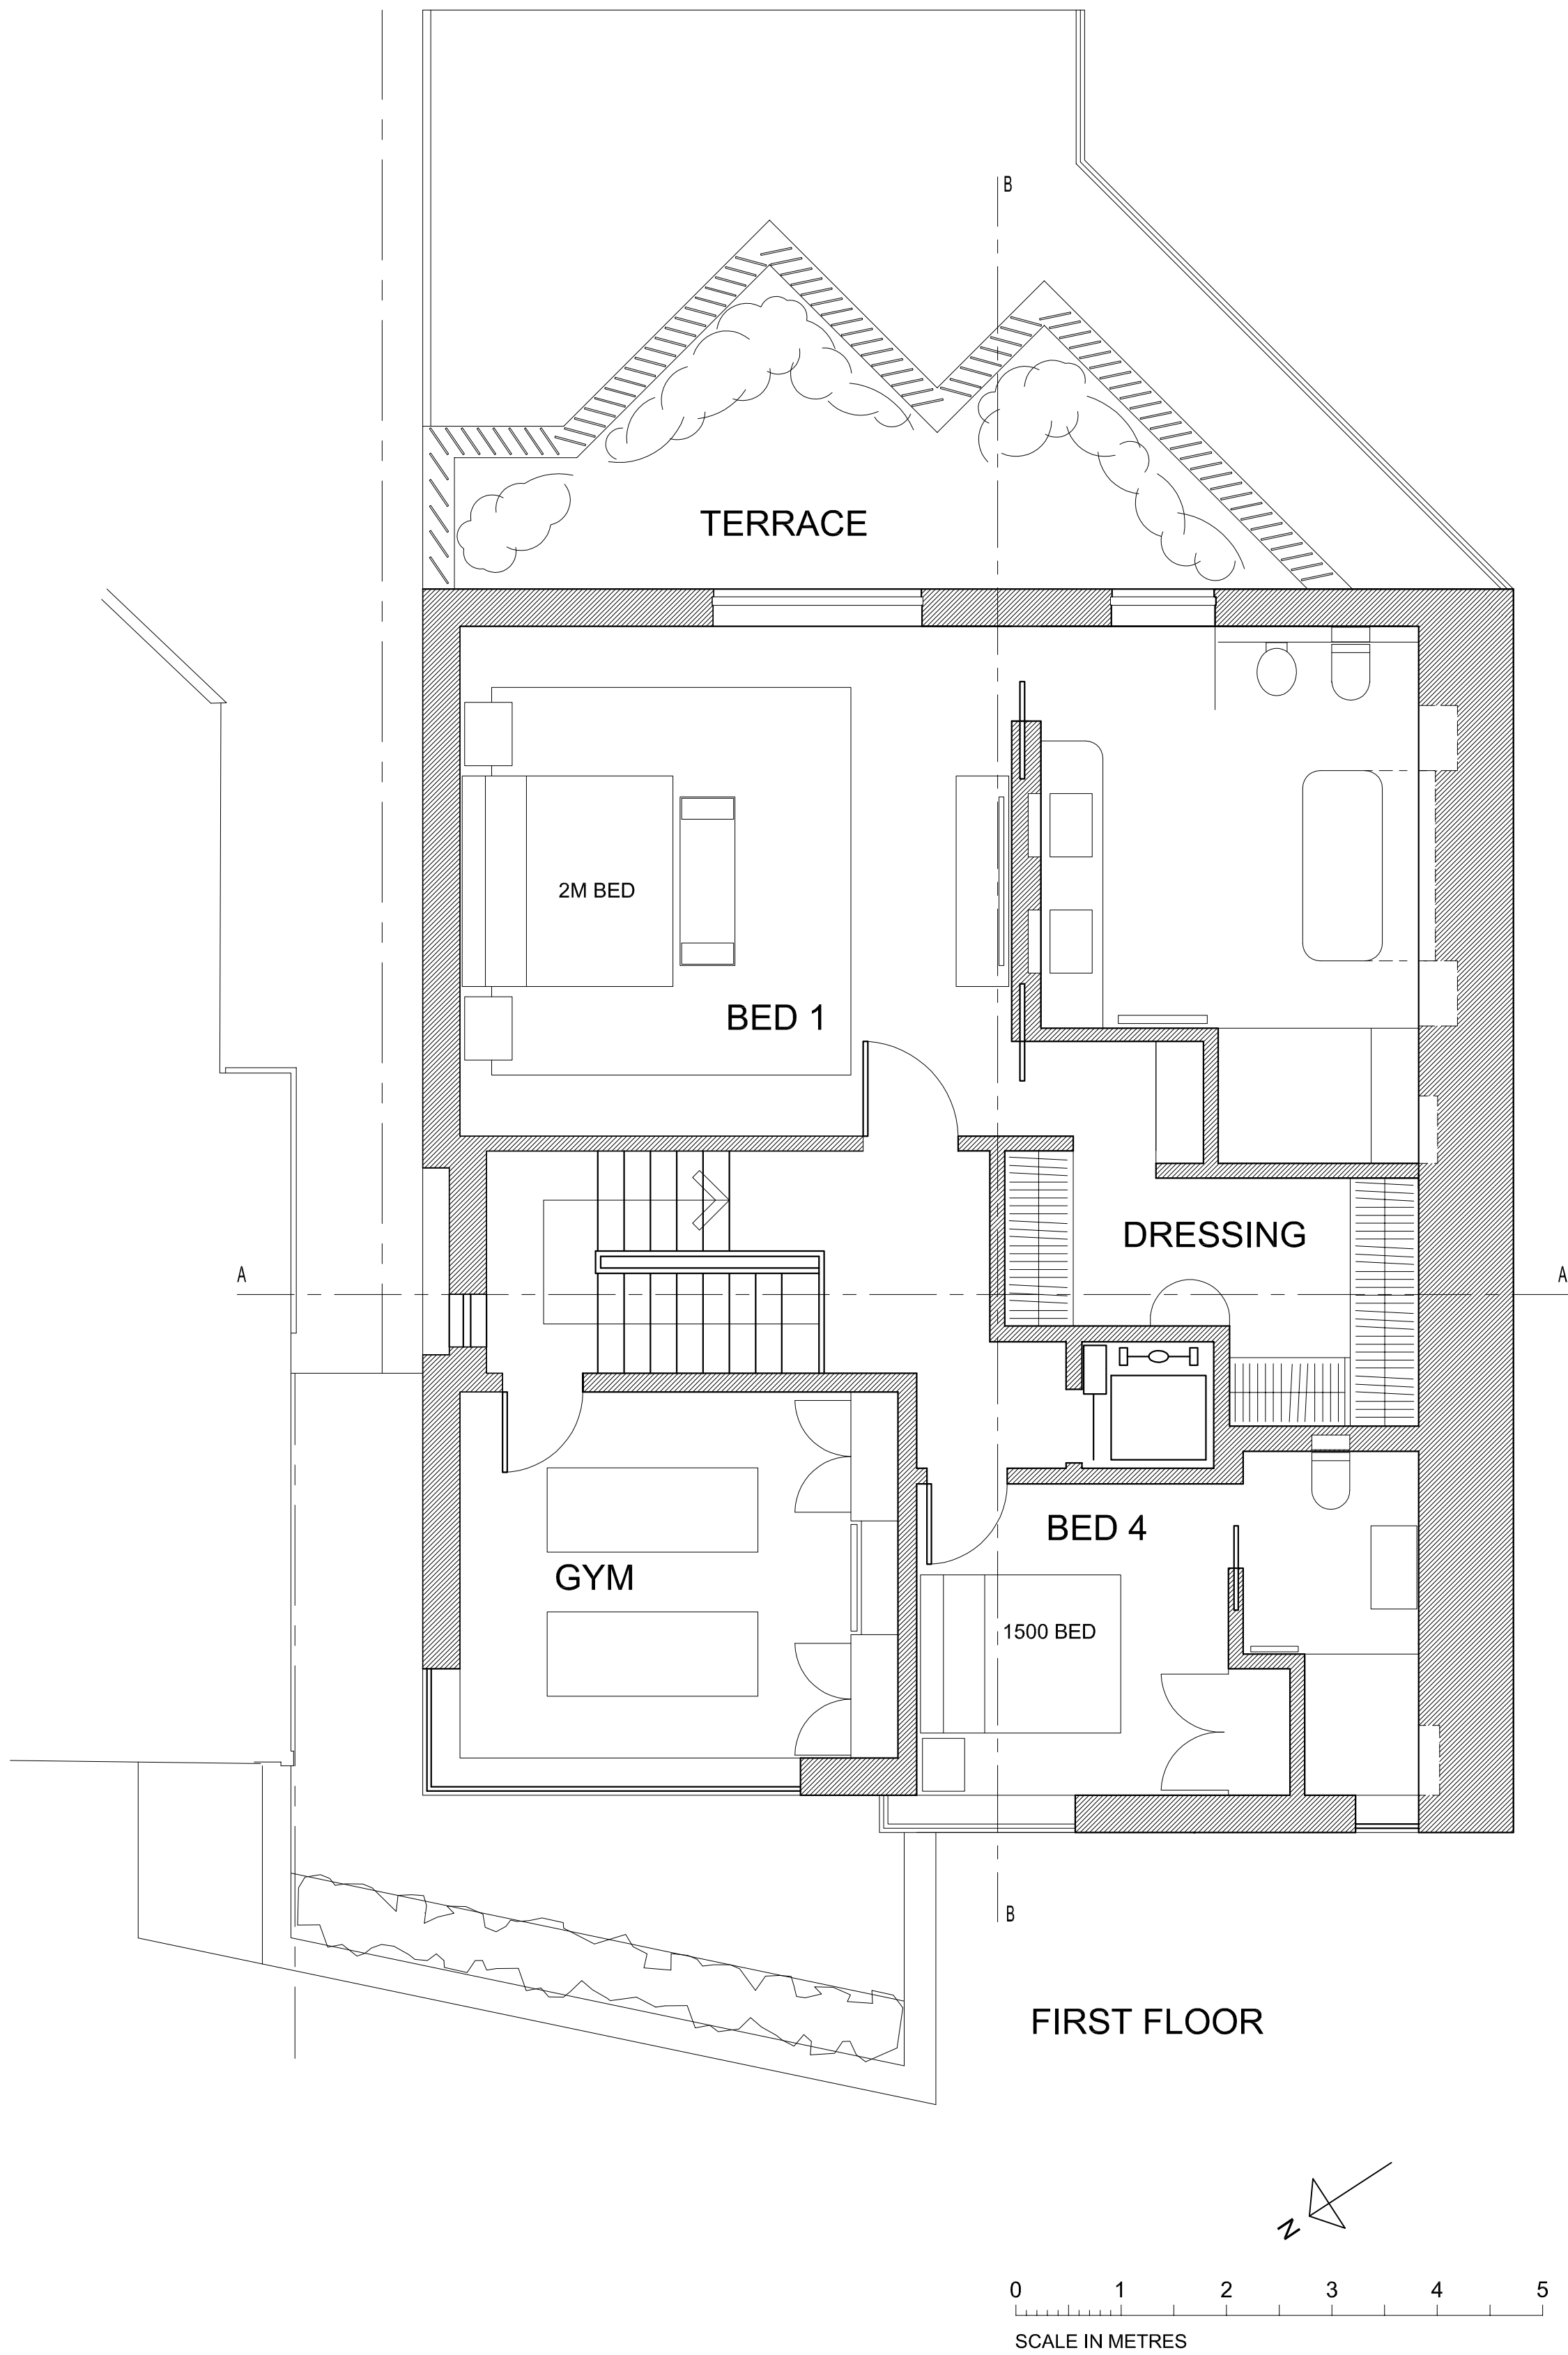 B
TERRACE
2M BED
BED 1
DRESSING
A
A
BED 4
GYM
1500 BED
B
FIRST FLOOR
N
0 1 2 3 4 5
SCALE IN METRES